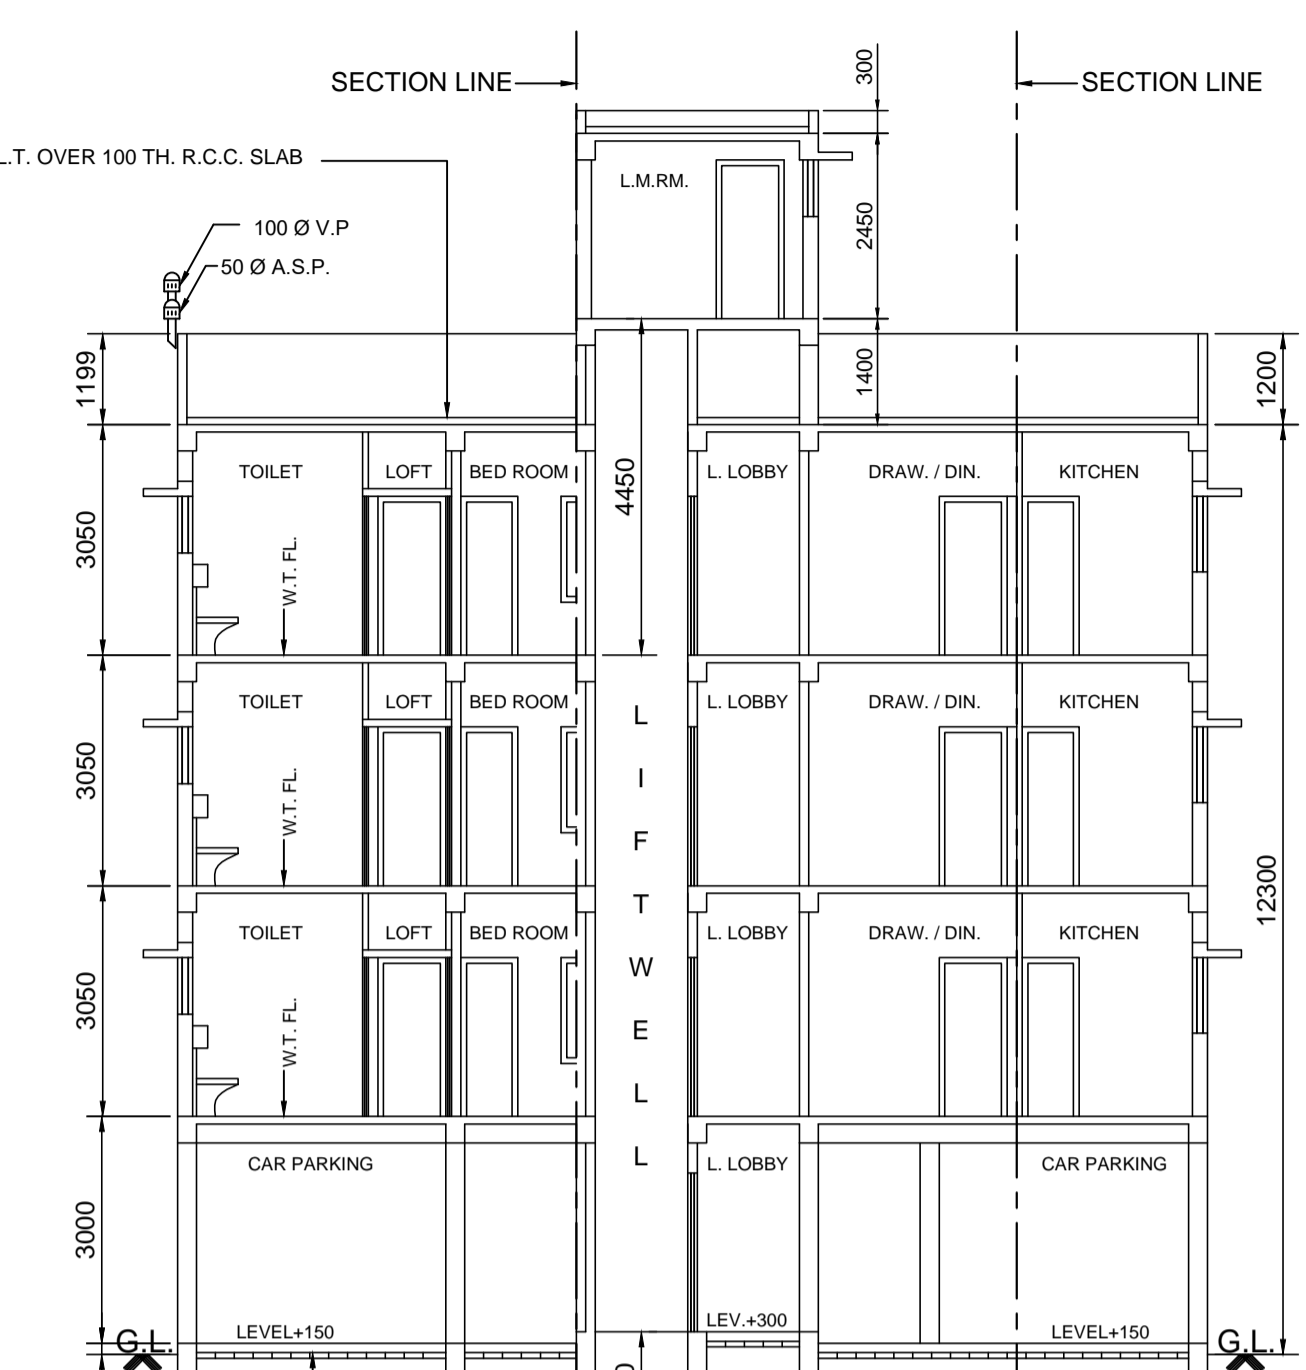 SECTION LINE
SECTION LINE
300
L.T. OVER 100 TH. R.C.C. SLAB
L.M.RM.
100 Ø V.P
50 Ø A.S.P.
2450
1199
1400
1200
TOILET LOFT BED ROOM L. LOBBY DRAW. / DIN. KITCHEN
3050
W.T. FL.
4450
TOILET LOFT BED ROOM L. LOBBY DRAW. / DIN. KITCHEN
3050
W.T. FL.
LIFT WELL
12300
TOILET LOFT BED ROOM L. LOBBY DRAW. / DIN. KITCHEN
3050
W.T. FL.
CAR PARKING L. LOBBY CAR PARKING
3000
LEV.+300
LEVEL+150 LEVEL+150
G.L. G.L.